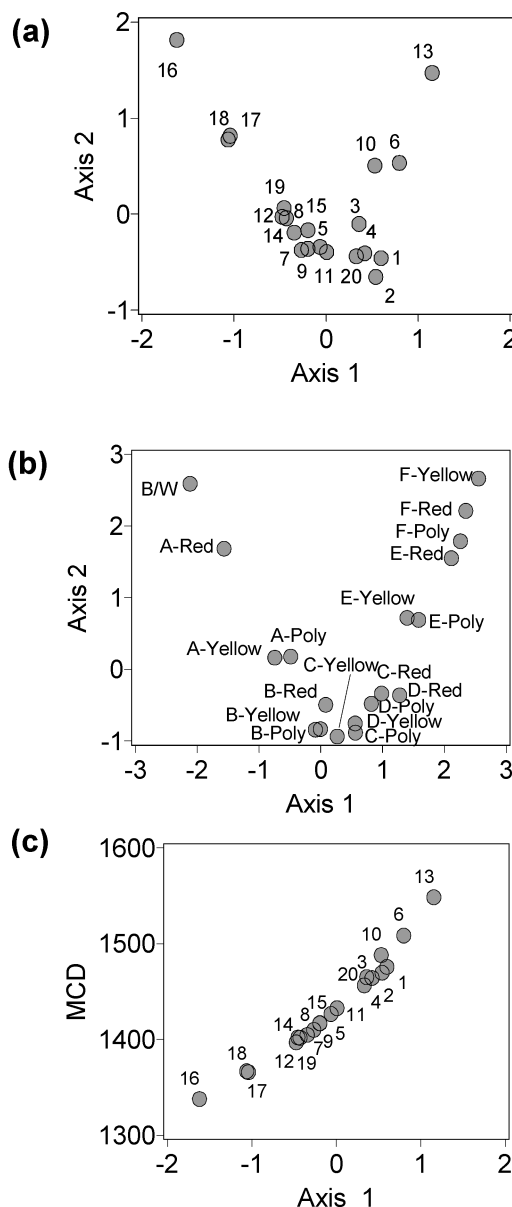 (a)
2
1
0
-1
Axis 2
16
13
18 17
10 6
19
12 8 15
14 5
3
4
7
9 11 20 1
2
-2 -1 0 1 2
Axis 1
(b)
3
2
1
0
-1
Axis 2
B/W
A-Red
F-Yellow
F-Red
F-Poly
E-Red
E-Yellow
E-Poly
A-Yellow A-Poly
C-Yellow
C-Red
B-Red D-Red
D-Poly
B-Yellow D-Yellow
B-Poly C-Poly
-3 -2 -1 0 1 2 3
Axis 1
(c)
1600
1500
1400
1300
MCD
13
6
10
3
20
1
2
4
15 11
8
14 5
9
7
12 19
18
17
16
-2 -1 0 1 2
Axis 1